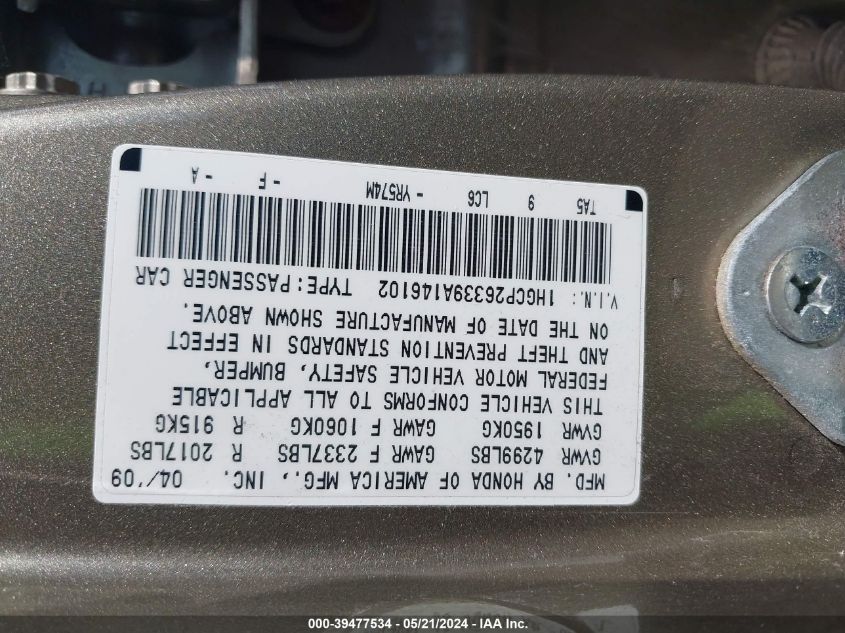 MFD. BY HONDA OF AMERICA MFG., INC. 04/'09
GVWR 4299LBS GAWR F 2337LBS R 2017LBS
GVWR 1950KG GAWR F 1060KG R 915KG
THIS VEHICLE CONFORMS TO ALL APPLICABLE
FEDERAL MOTOR VEHICLE SAFETY, BUMPER,
AND THEFT PREVENTION STANDARDS IN EFFECT
ON THE DATE OF MANUFACTURE SHOWN ABOVE.
V.I.N.: 1HGCP26339A146102 TYPE:PASSENGER CAR
TA5 9 LC6 - YR574M - F - A
000-39477534 - 05/21/2024 - IAA Inc.